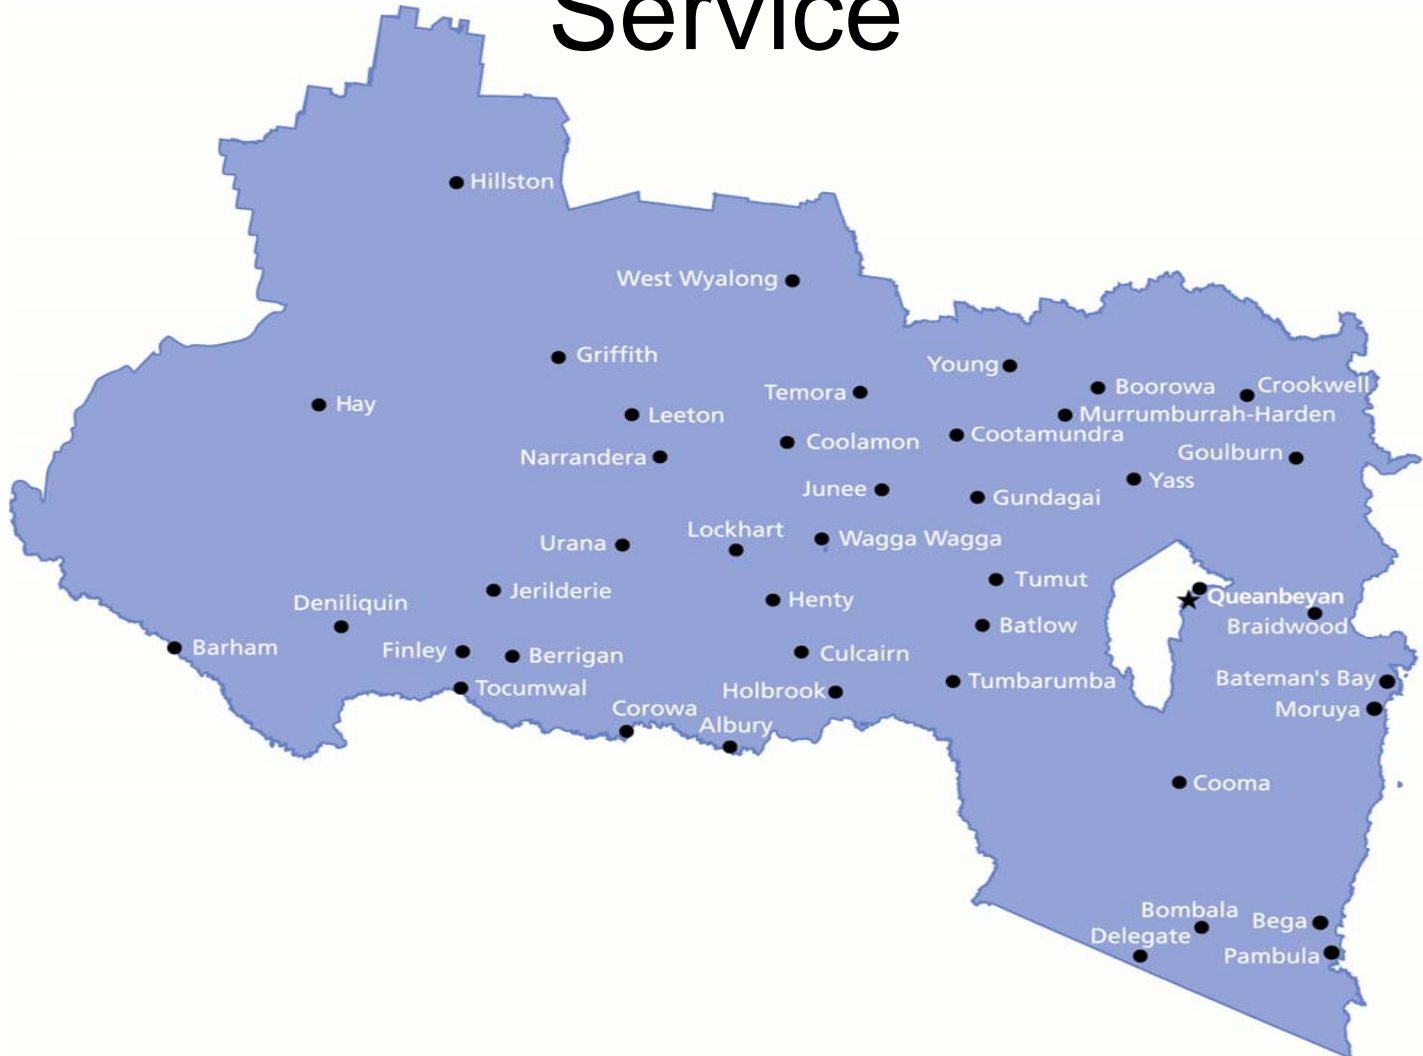 Service
Hillston
West Wyalong
Griffith
Young
Temora
Boorowa
Crookwell
Hay
Leeton
Murrumburrah-Harden
Coolamon
Cootamundra
Narrandera
Goulburn
Junee
Yass
Gundagai
Lockhart
Urana
Wagga Wagga
Tumut
Jerilderie
Deniliquin
Henty
Queanbeyan
Batlow
Braidwood
Barham
Finley
Berrigan
Culcairn
Tocumwal
Holbrook
Tumbarumba
Bateman's Bay
Corowa
Moruya
Albury
Cooma
Bombala
Bega
Delegate
Pambula